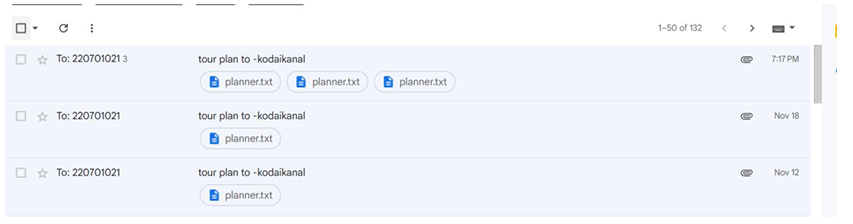 1–50 of 132
To: 220701021 3 tour plan to -kodaikanal 7:17 PM
planner.txt planner.txt planner.txt
To: 220701021 tour plan to -kodaikanal Nov 18
planner.txt
To: 220701021 tour plan to -kodaikanal Nov 12
planner.txt